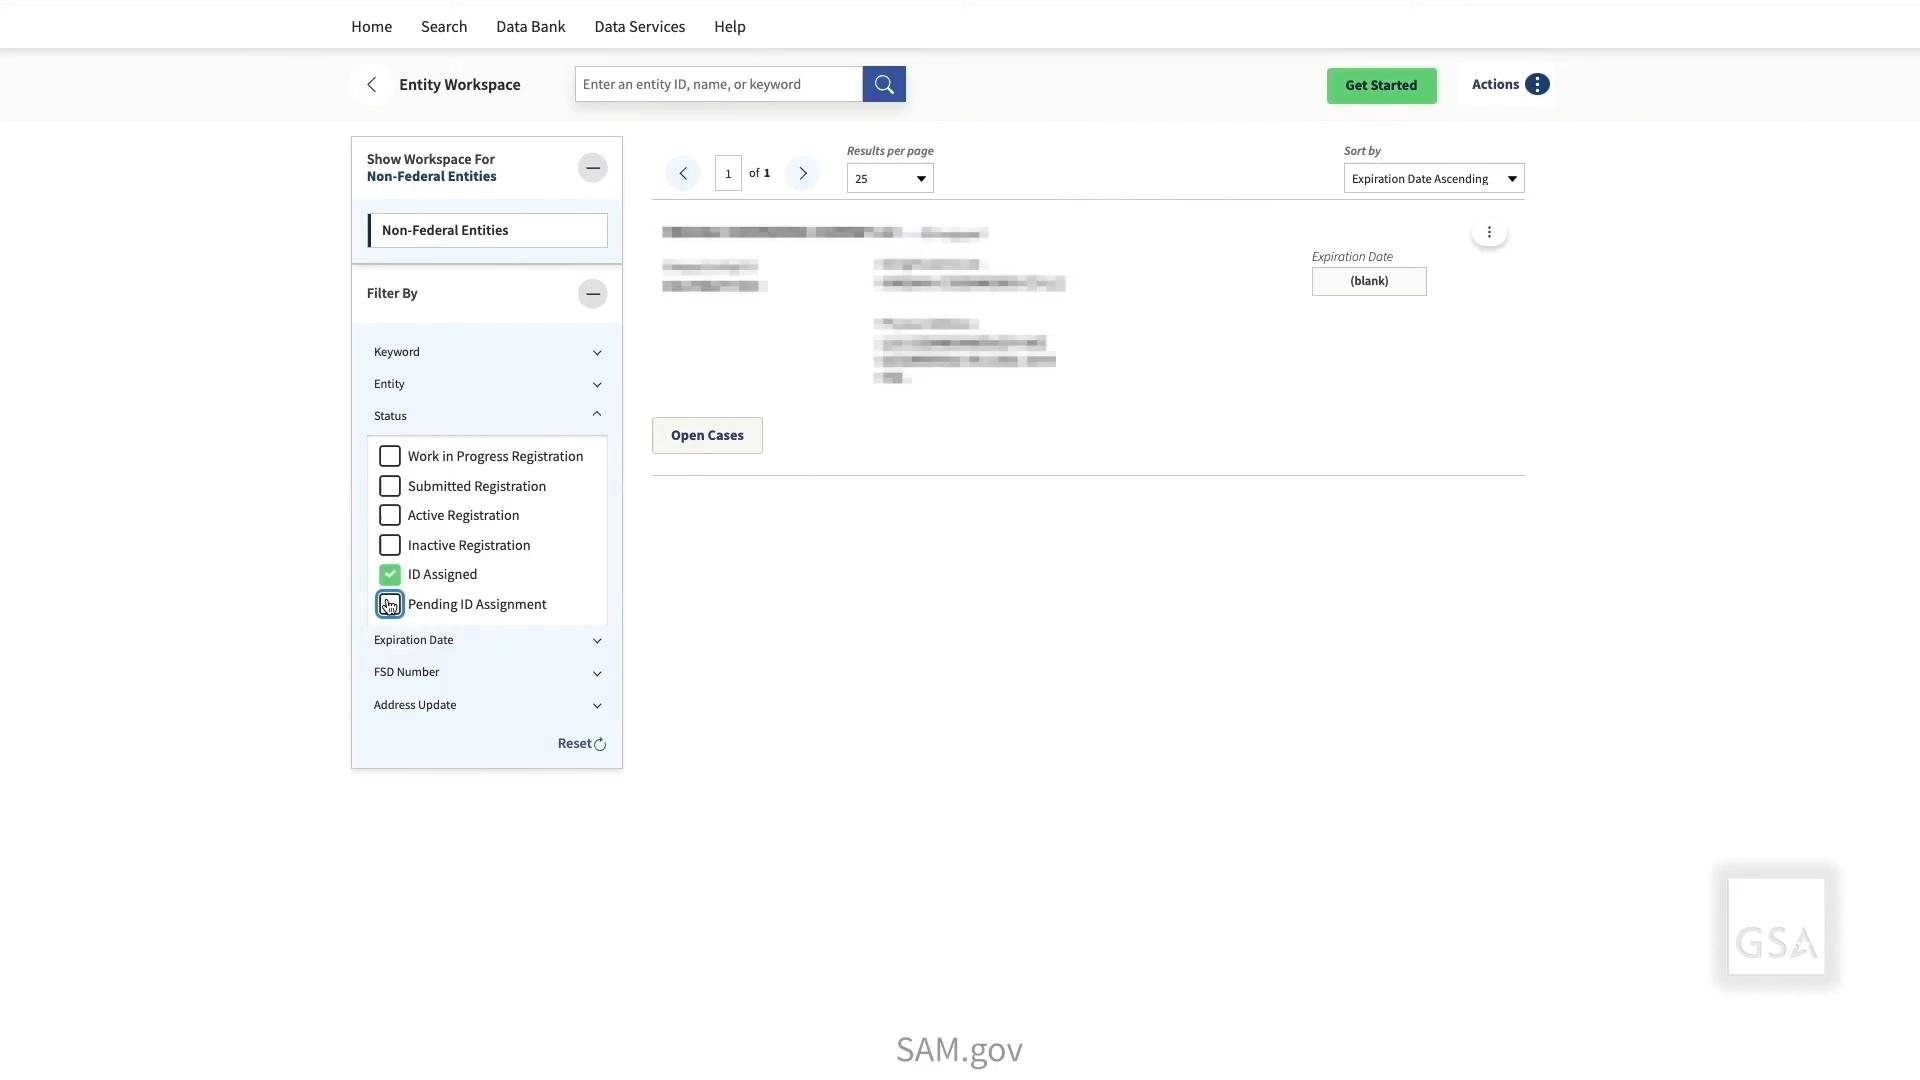 Home Search Data Bank Data Services Help
Entity Workspace
Enter an entity ID, name, or keyword
Get Started
Actions
Show Workspace For
Non-Federal Entities
Non-Federal Entities
Filter By
Keyword
Entity
Status
Work in Progress Registration
Submitted Registration
Active Registration
Inactive Registration
ID Assigned
Pending ID Assignment
Expiration Date
FSD Number
Address Update
Reset
1 of 1
Results per page
25
Sort by
Expiration Date Ascending
Expiration Date
(blank)
Open Cases
GSA
SAM.gov